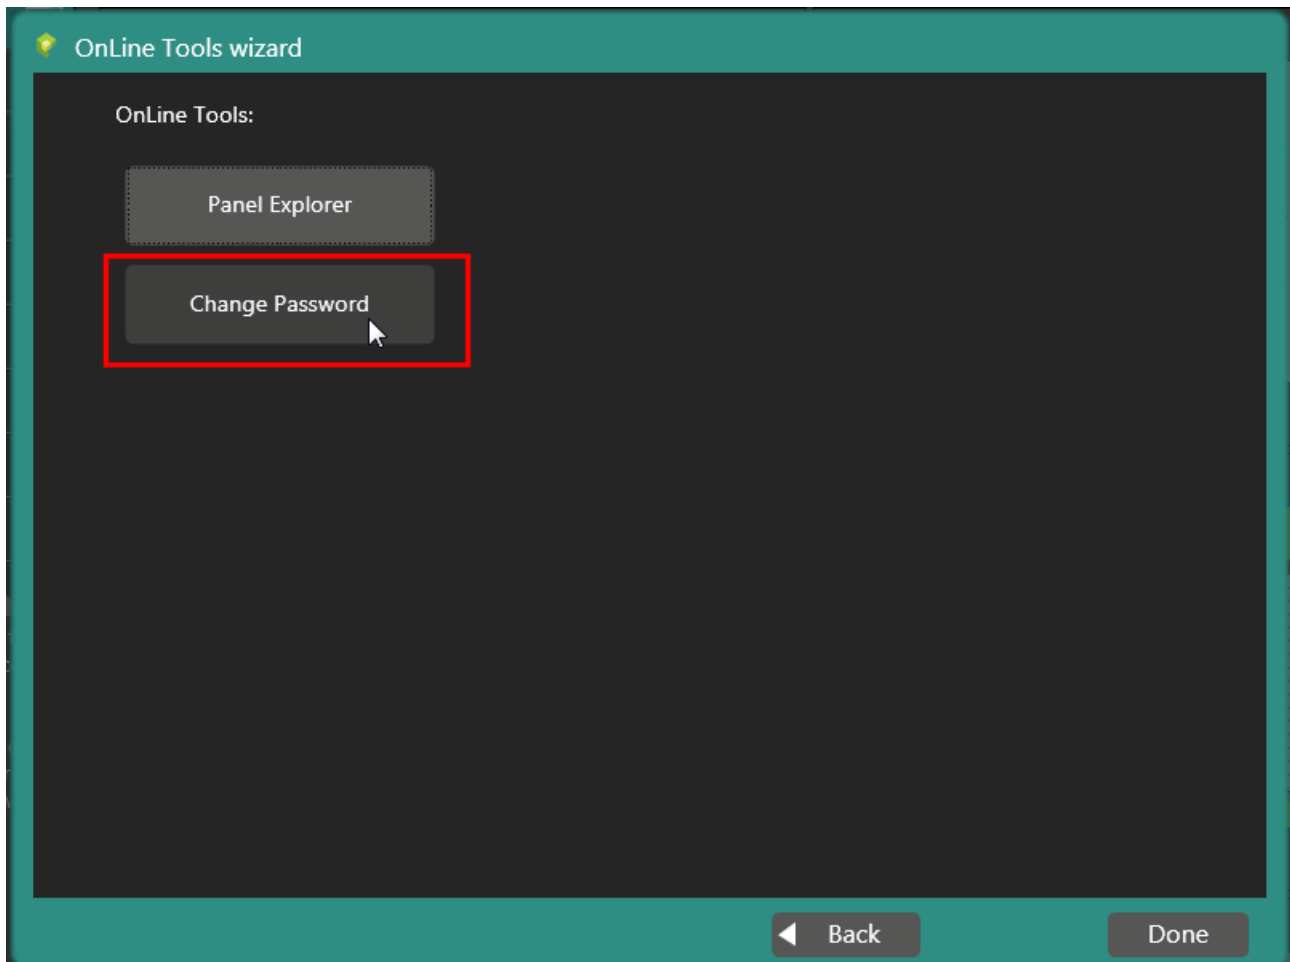 OnLine Tools wizard
OnLine Tools:
Panel Explorer
Change Password
Back
Done